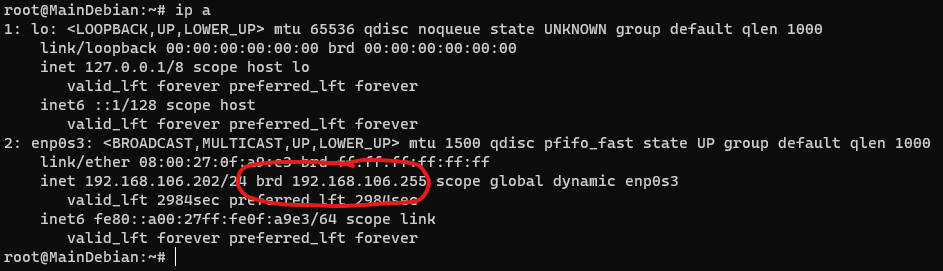 root@MainDebian:~# ip a
1: lo: <LOOPBACK,UP,LOWER_UP> mtu 65536 qdisc noqueue state UNKNOWN group default qlen 1000
    link/loopback 00:00:00:00:00:00 brd 00:00:00:00:00:00
    inet 127.0.0.1/8 scope host lo
       valid_lft forever preferred_lft forever
    inet6 ::1/128 scope host
       valid_lft forever preferred_lft forever
2: enp0s3: <BROADCAST,MULTICAST,UP,LOWER_UP> mtu 1500 qdisc pfifo_fast state UP group default qlen 1000
    link/ether 08:00:27:0f:a9:e3 brd ff:ff:ff:ff:ff:ff
    inet 192.168.106.202/24 brd 192.168.106.255 scope global dynamic enp0s3
       valid_lft 2984sec preferred_lft 2984sec
    inet6 fe80::a00:27ff:fe0f:a9e3/64 scope link
       valid_lft forever preferred_lft forever
root@MainDebian:~#